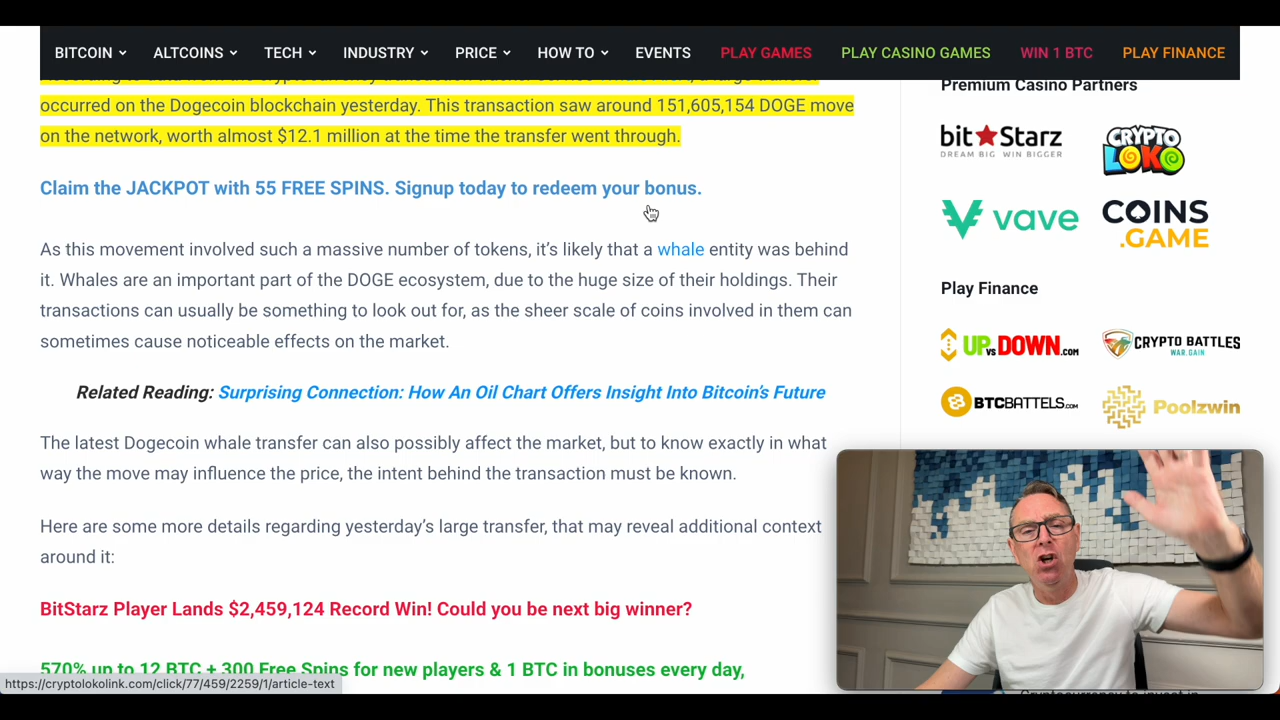 BITCOIN
ALTCOINS
TECH
INDUSTRY
PRICE
HOW TO
EVENTS
PLAY GAMES
PLAY CASINO GAMES
WIN 1 BTC
PLAY FINANCE
occurred on the Dogecoin blockchain yesterday. This transaction saw around 151,605,154 DOGE move
on the network, worth almost $12.1 million at the time the transfer went through.
Claim the JACKPOT with 55 FREE SPINS. Signup today to redeem your bonus.
As this movement involved such a massive number of tokens, it’s likely that a whale entity was behind
it. Whales are an important part of the DOGE ecosystem, due to the huge size of their holdings. Their
transactions can usually be something to look out for, as the sheer scale of coins involved in them can
sometimes cause noticeable effects on the market.
Related Reading: Surprising Connection: How An Oil Chart Offers Insight Into Bitcoin’s Future
The latest Dogecoin whale transfer can also possibly affect the market, but to know exactly in what
way the move may influence the price, the intent behind the transaction must be known.
Here are some more details regarding yesterday’s large transfer, that may reveal additional context
around it:
BitStarz Player Lands $2,459,124 Record Win! Could you be next big winner?
570% up to 12 BTC + 300 Free Spins for new players & 1 BTC in bonuses every day,
https://cryptolokolink.com/click/77/459/2259/1/article-text
Premium Casino Partners
bitStarz
DREAM BIG. WIN BIGGER
CRYPTO
LOKO
vave
COINS
.GAME
Play Finance
UP vs DOWN.COM
CRYPTO BATTLES
WAR. GAIN
BTCBATTELS.COM
Poolzwin